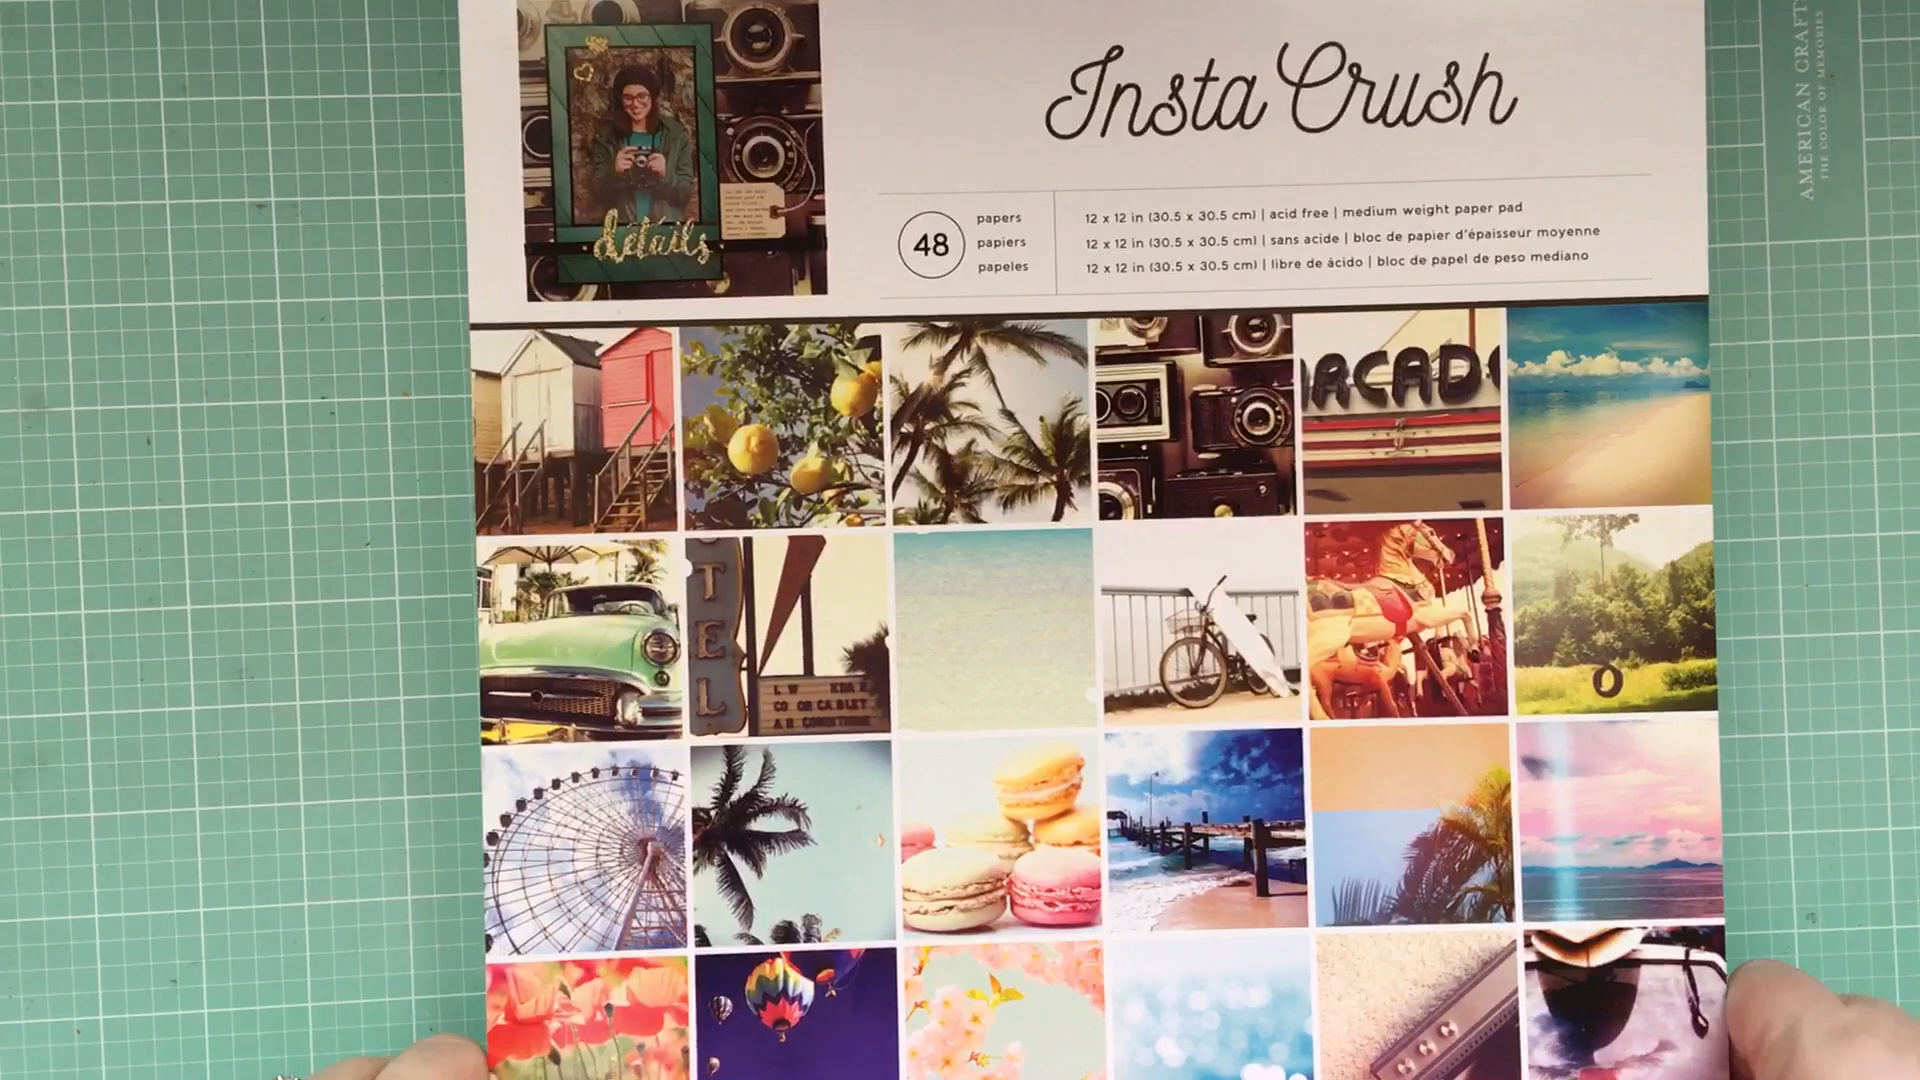 Insta Crush
48
papers
papiers
papeles
12 x 12 in (30.5 x 30.5 cm) | acid free | medium weight paper pad
12 x 12 in (30.5 x 30.5 cm) | sans acide | bloc de papier d'épaisseur moyenne
12 x 12 in (30.5 x 30.5 cm) | libre de ácido | bloc de papel de peso mediano
details
AMERICAN CRAFTS
THE COLOR OF MEMORIES
ARCAD
TEL